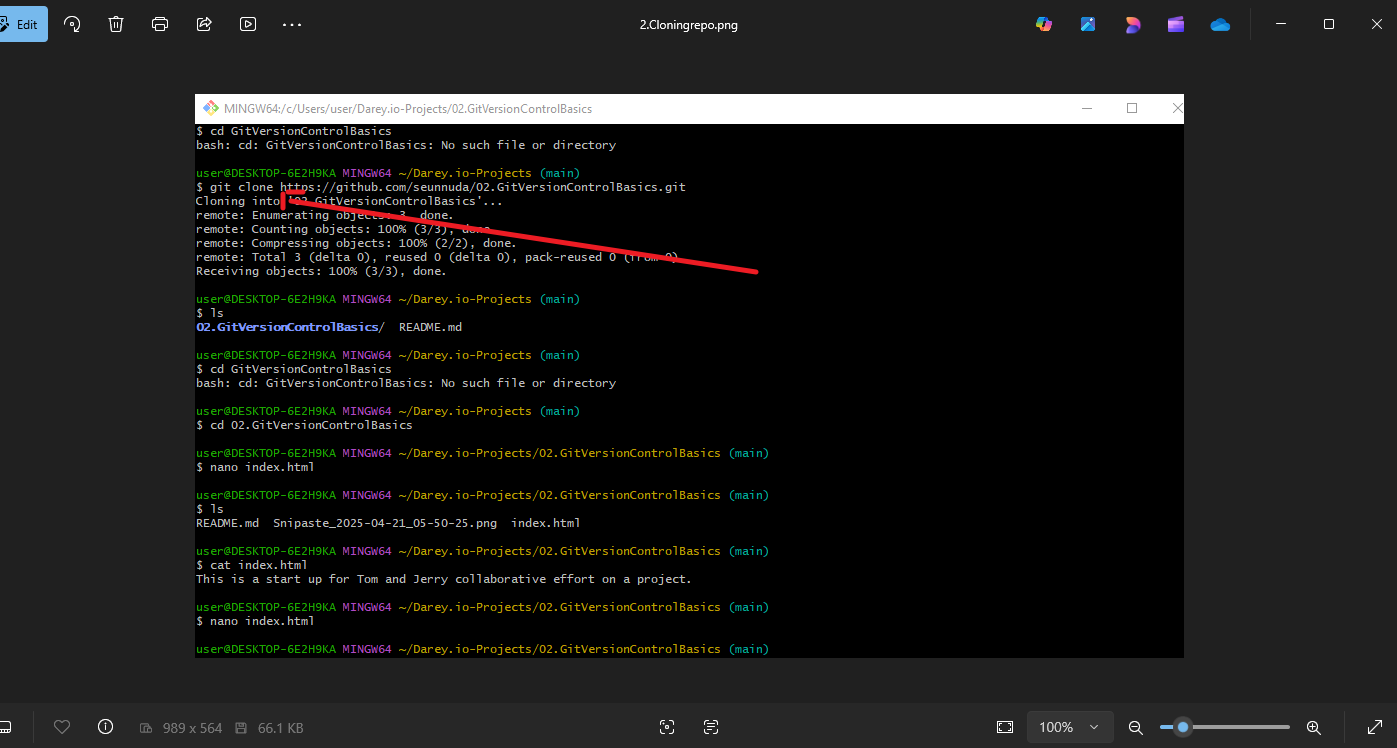 Edit
2.Cloningrepo.png
MINGW64:/c/Users/user/Darey.io-Projects/02.GitVersionControlBasics
$ cd GitVersionControlBasics
bash: cd: GitVersionControlBasics: No such file or directory
user@DESKTOP-6E2H9KA MINGW64 ~/Darey.io-Projects (main)
$ git clone https://github.com/seunnuda/02.GitVersionControlBasics.git
Cloning into '02.GitVersionControlBasics'...
remote: Enumerating objects: 3, done.
remote: Counting objects: 100% (3/3), done.
remote: Compressing objects: 100% (2/2), done.
remote: Total 3 (delta 0), reused 0 (delta 0), pack-reused 0 (from 0)
Receiving objects: 100% (3/3), done.
user@DESKTOP-6E2H9KA MINGW64 ~/Darey.io-Projects (main)
$ ls
02.GitVersionControlBasics/  README.md
user@DESKTOP-6E2H9KA MINGW64 ~/Darey.io-Projects (main)
$ cd GitVersionControlBasics
bash: cd: GitVersionControlBasics: No such file or directory
user@DESKTOP-6E2H9KA MINGW64 ~/Darey.io-Projects (main)
$ cd 02.GitVersionControlBasics
user@DESKTOP-6E2H9KA MINGW64 ~/Darey.io-Projects/02.GitVersionControlBasics (main)
$ nano index.html
user@DESKTOP-6E2H9KA MINGW64 ~/Darey.io-Projects/02.GitVersionControlBasics (main)
$ ls
README.md  Snipaste_2025-04-21_05-50-25.png  index.html
user@DESKTOP-6E2H9KA MINGW64 ~/Darey.io-Projects/02.GitVersionControlBasics (main)
$ cat index.html
This is a start up for Tom and Jerry collaborative effort on a project.
user@DESKTOP-6E2H9KA MINGW64 ~/Darey.io-Projects/02.GitVersionControlBasics (main)
$ nano index.html
user@DESKTOP-6E2H9KA MINGW64 ~/Darey.io-Projects/02.GitVersionControlBasics (main)
989 x 564
66.1 KB
100%